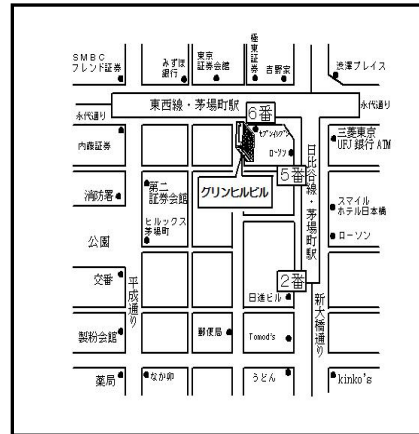 SMBC
フレンド証券
みずほ
銀行
東京
証券会館
極東証券
吉野家
渋澤プレイス
東西線・茅場町駅
6番
永代通り
永代通り
内藤証券
セブンイレブン
ローソン
三菱東京
UFJ銀行ATM
日比谷線・茅場町駅
5番
消防署
第二
証券会館
グリンヒルビル
ヒルックス
茅場町
スマイル
ホテル日本橋
ローソン
公園
2番
交番
平成通り
日進ビル
新大橋通り
製粉会館
郵便局
Tomod's
薬局
なか卯
うどん
kinko's